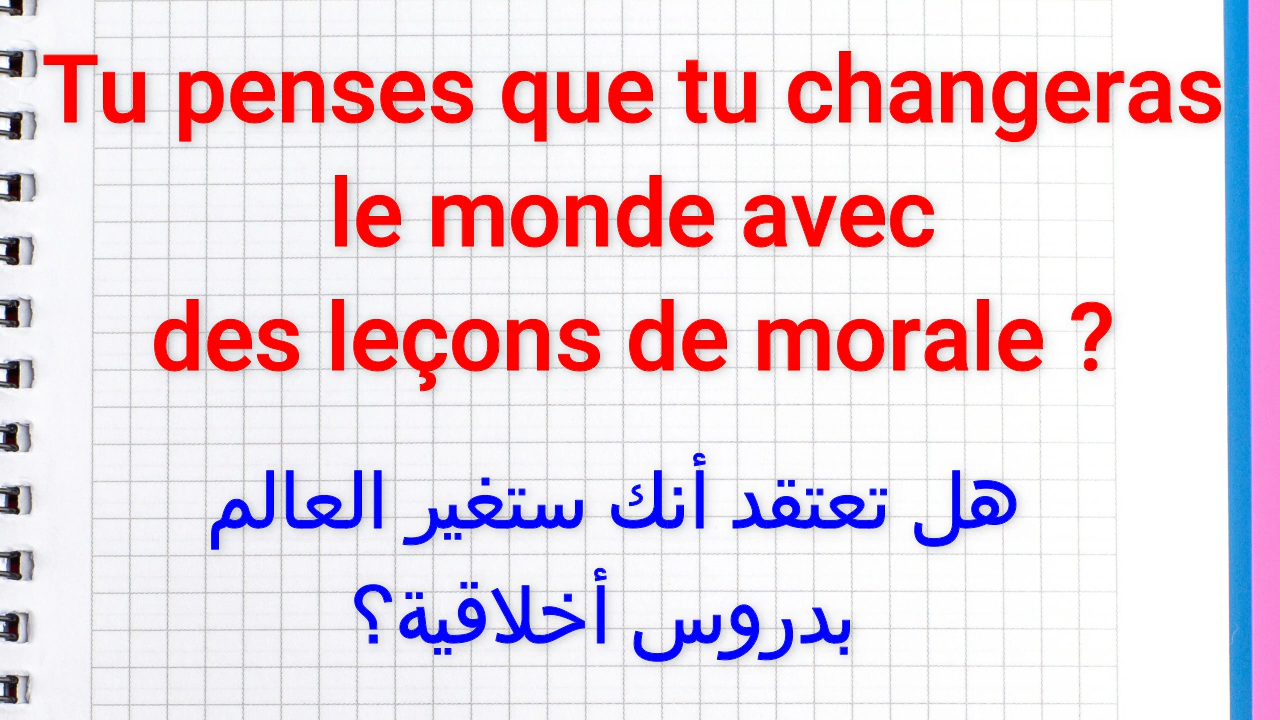 Tu penses que tu changeras
le monde avec
des leçons de morale ?
هل تعتقد أنك ستغير العالم
بدروس أخلاقية؟